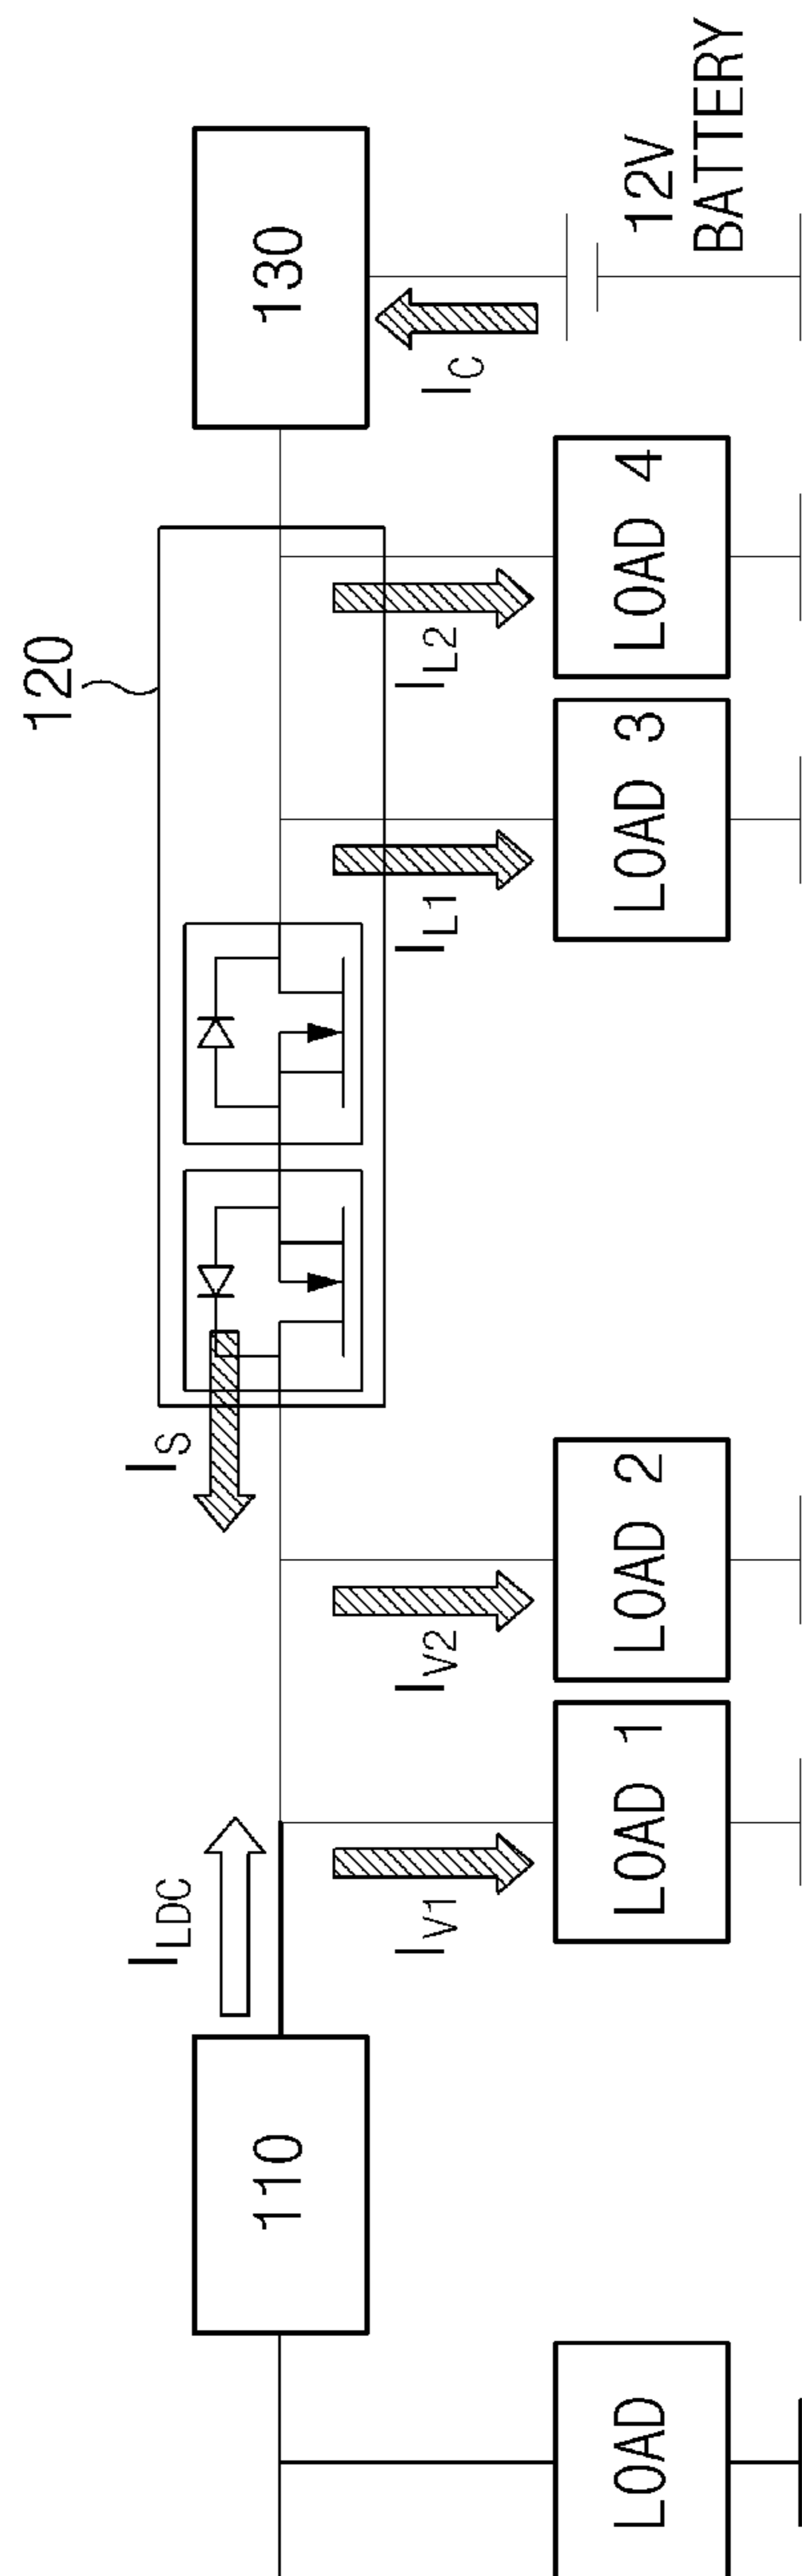 120
I_LDC
I_S
110
130
I_V1
I_V2
I_L1
I_L2
I_C
LOAD
LOAD 1
LOAD 2
LOAD 3
LOAD 4
12V
BATTERY